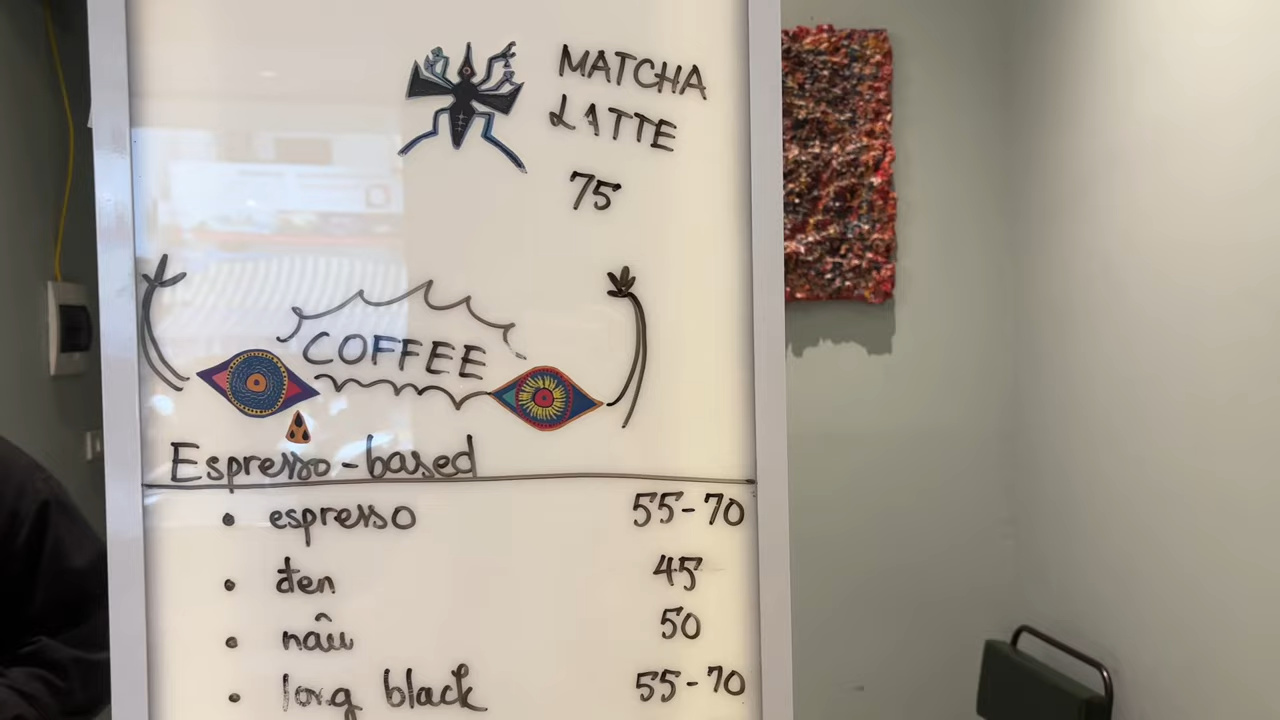 MATCHA
LATTE
75
COFFEE
Espresso-based
• espresso 55-70
• đen 45
• nâu 50
• long black 55-70